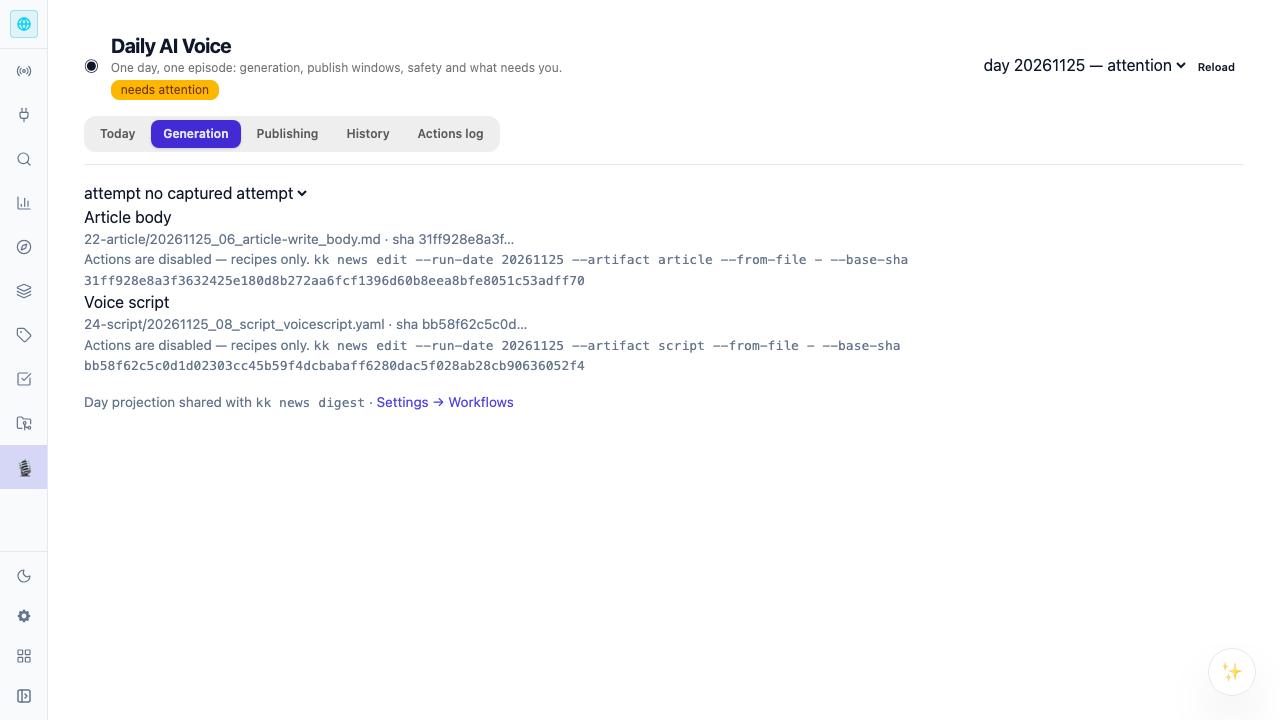 Daily AI Voice
One day, one episode: generation, publish windows, safety and what needs you.
needs attention
day 20261125 — attention
Reload
Today
Generation
Publishing
History
Actions log
attempt no captured attempt
Article body
22-article/20261125_06_article-write_body.md · sha 31ff928e8a3f…
Actions are disabled — recipes only. kk news edit --run-date 20261125 --artifact article --from-file - --base-sha
31ff928e8a3f3632425e180d8b272aa6fcf1396d60b8eea8bfe8051c53adff70
Voice script
24-script/20261125_08_script_voicescript.yaml · sha bb58f62c5c0d…
Actions are disabled — recipes only. kk news edit --run-date 20261125 --artifact script --from-file - --base-sha
bb58f62c5c0d1d02303cc45b59f4dcbabaff6280dac5f028ab28cb90636052f4
Day projection shared with kk news digest · Settings → Workflows